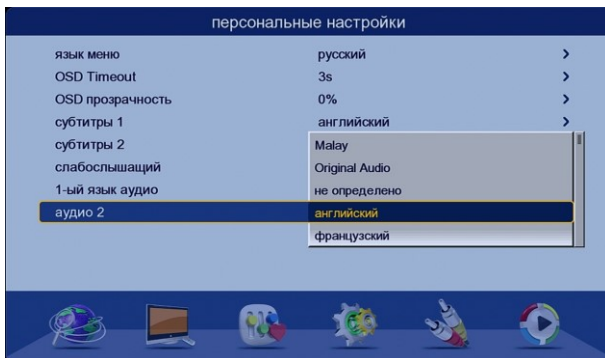 персональные настройки
язык меню русский
OSD Timeout 3s
OSD прозрачность 0%
субтитры 1 английский
субтитры 2 Malay
слабослышащий Original Audio
1-ый язык аудио не определено
аудио 2 английский
французский